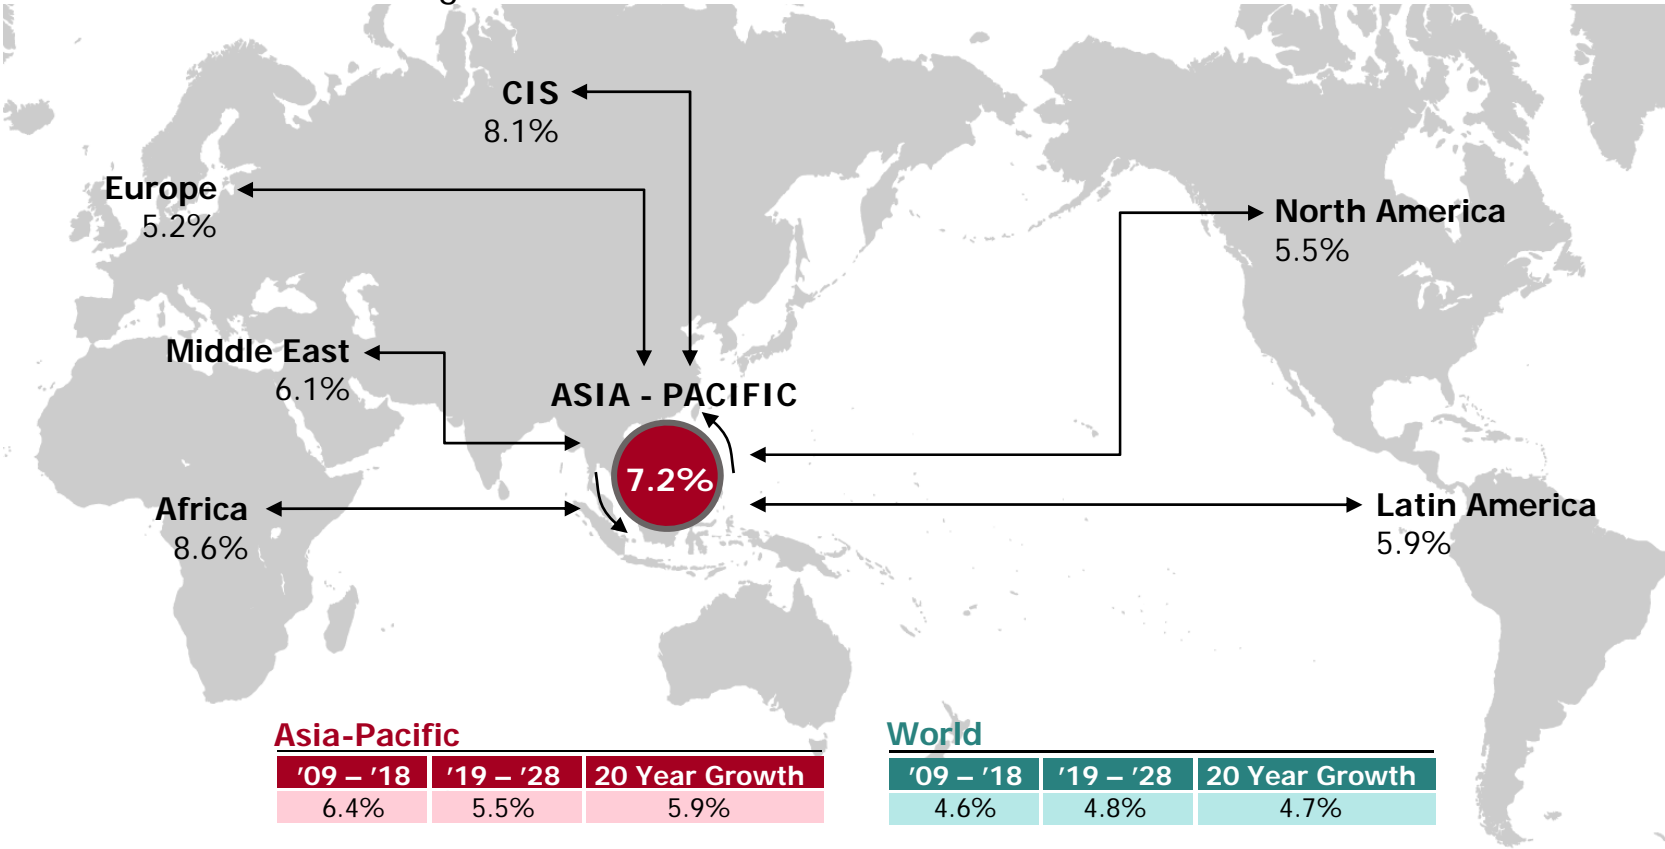 CIS
8.1%
Europe
5.2%
North America
5.5%
Middle East
6.1%
ASIA - PACIFIC
7.2%
Africa
8.6%
Latin America
5.9%
Asia-Pacific
’09 – ’18 ’19 – ’28 20 Year Growth
6.4% 5.5% 5.9%
World
’09 – ’18 ’19 – ’28 20 Year Growth
4.6% 4.8% 4.7%